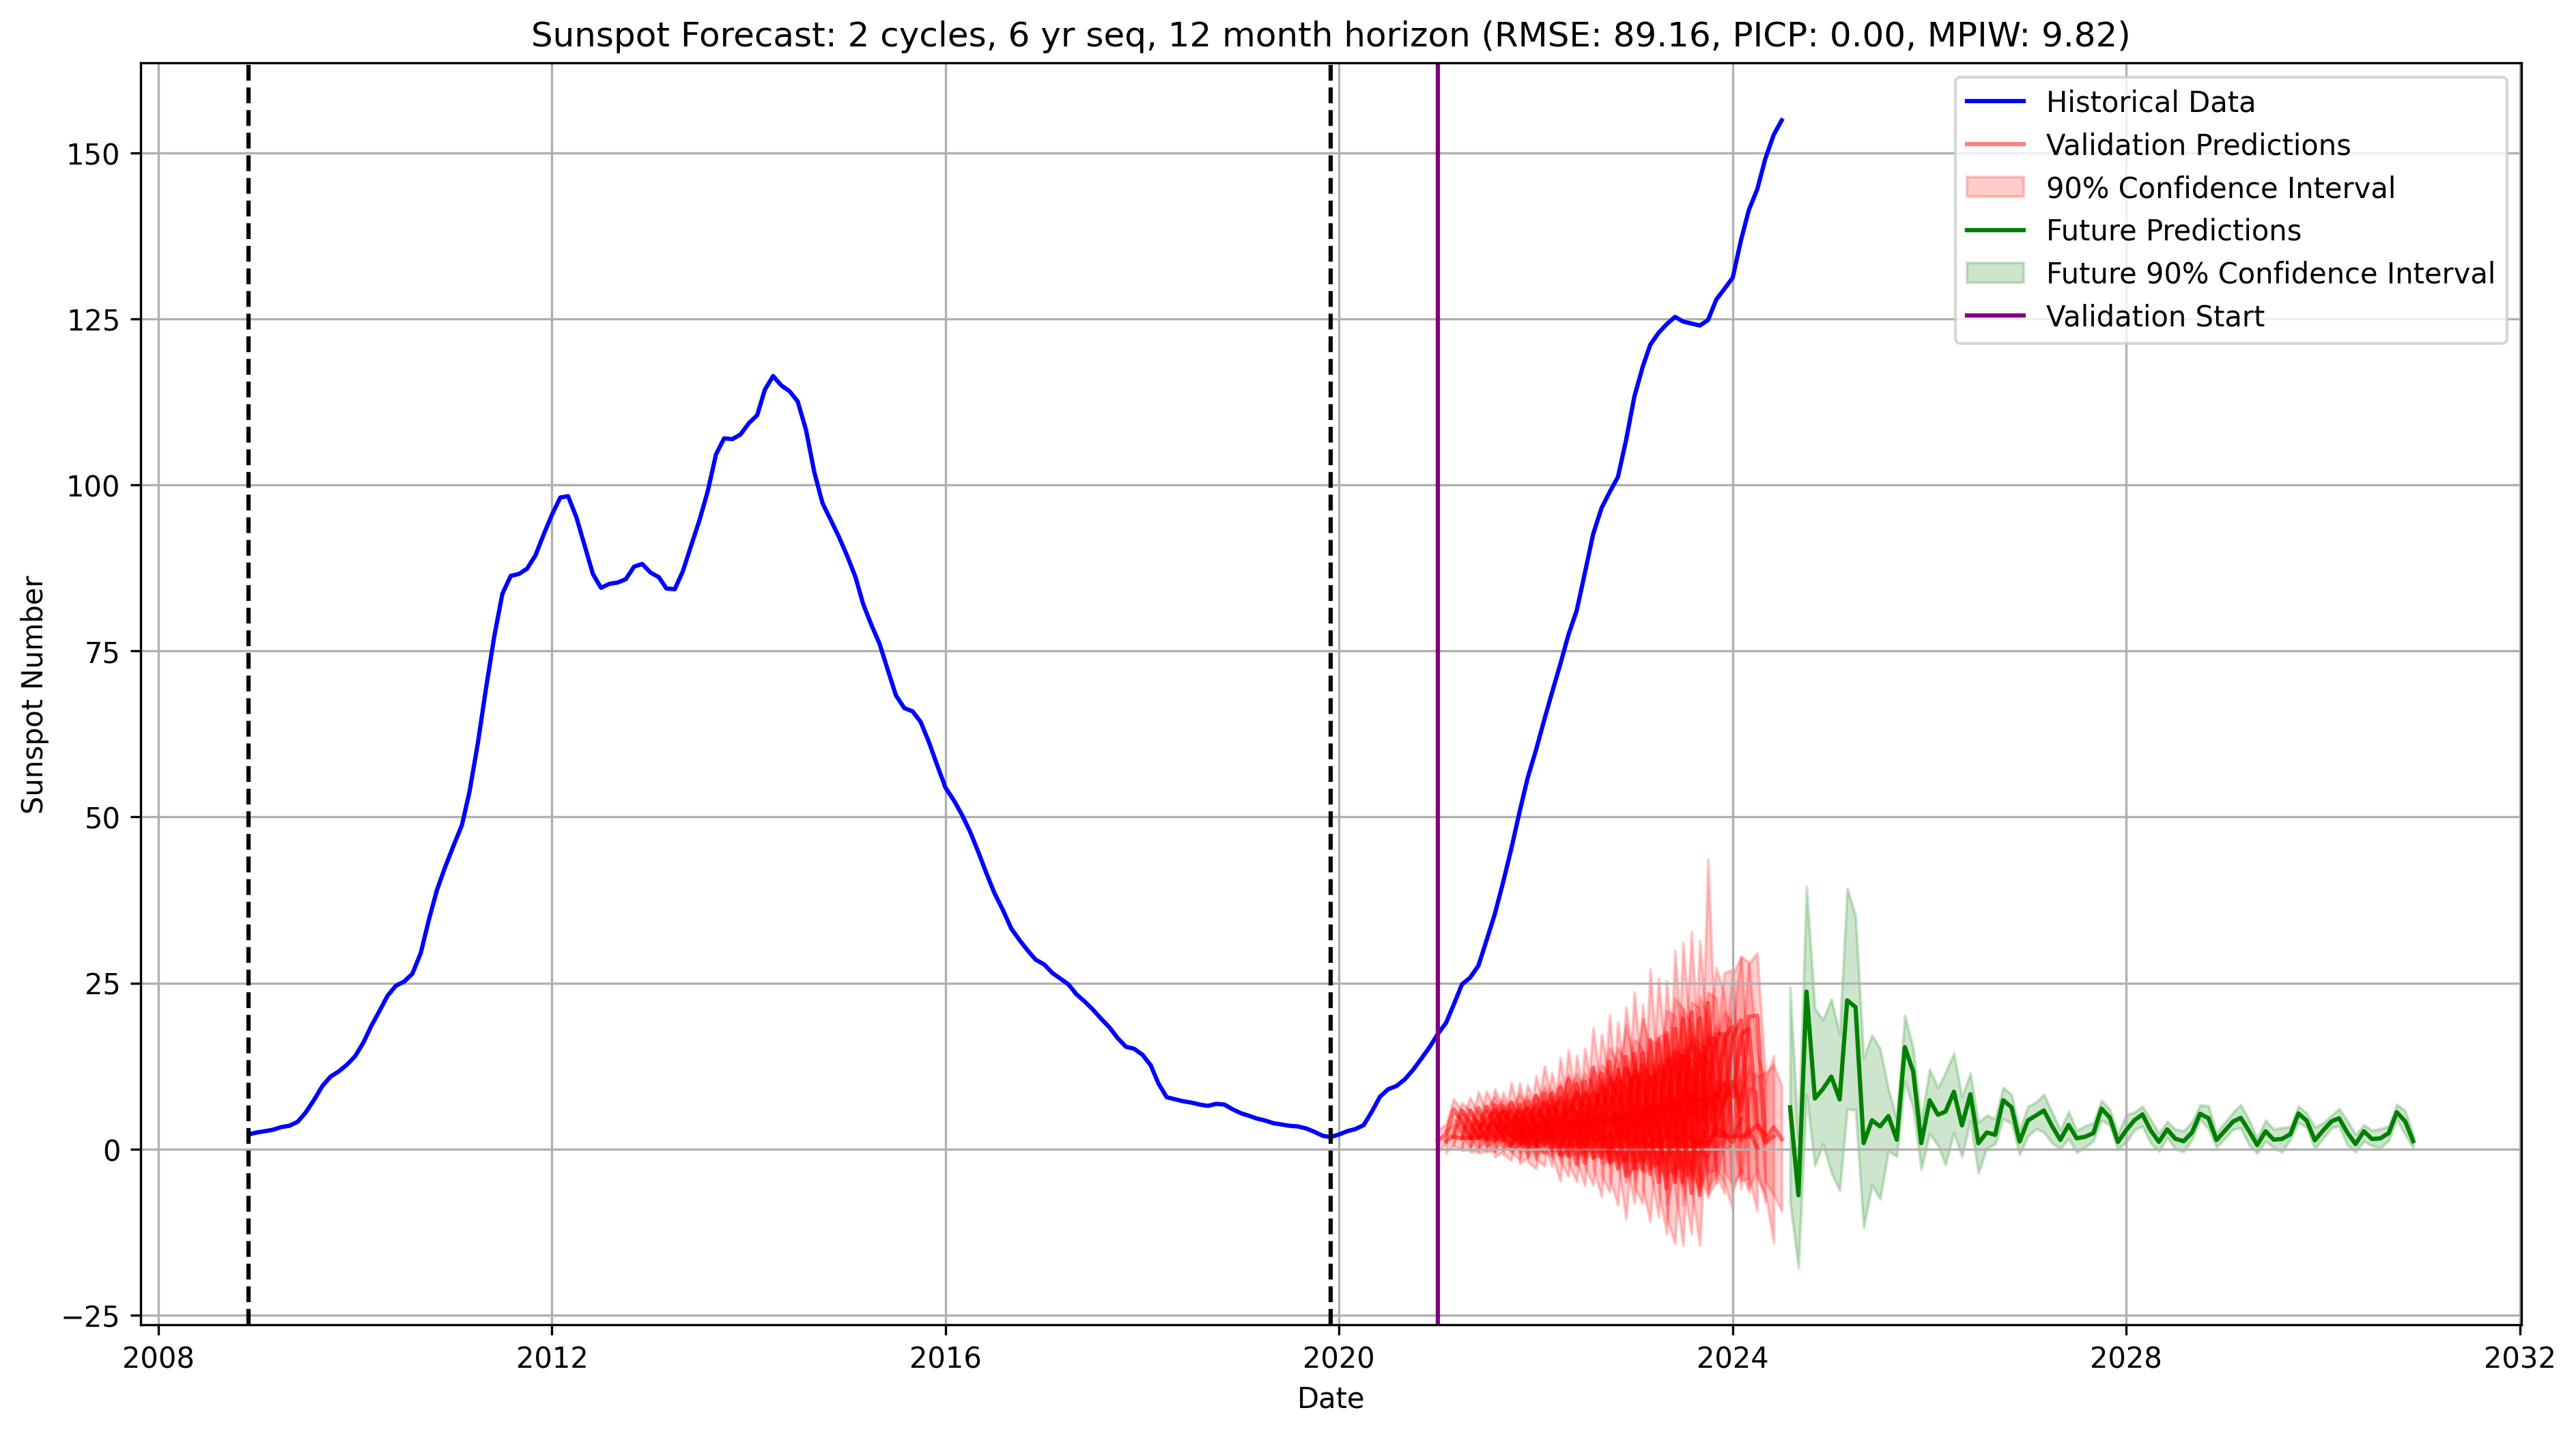 Sunspot Forecast: 2 cycles, 6 yr seq, 12 month horizon (RMSE: 89.16, PICP: 0.00, MPIW: 9.82)
Historical Data
Validation Predictions
90% Confidence Interval
Future Predictions
Future 90% Confidence Interval
Validation Start
Sunspot Number
150
125
100
75
50
25
0
−25
2008 2012 2016 2020 2024 2028 2032
Date